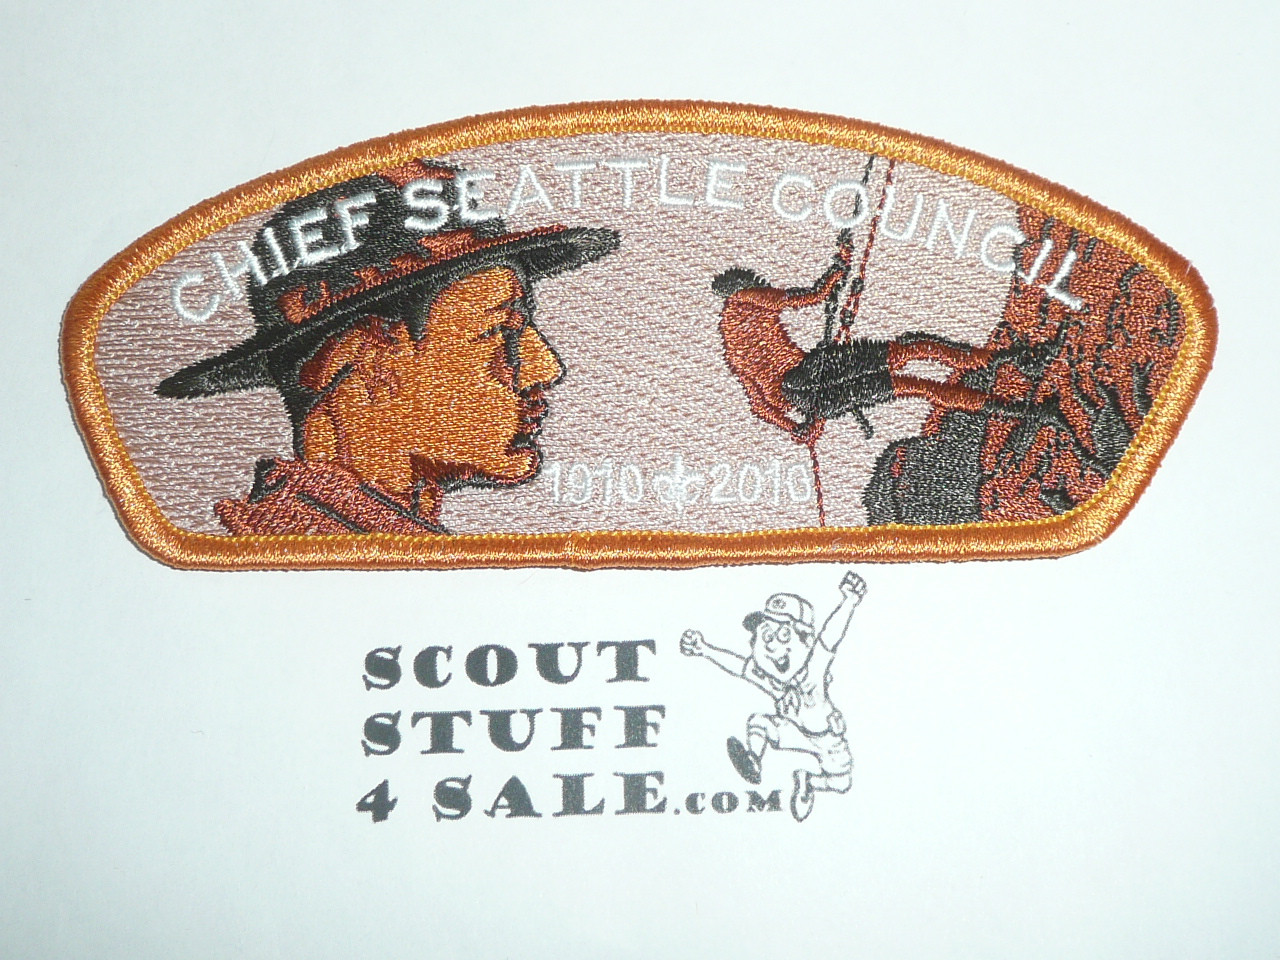 CHIEF SEATTLE COUNCIL
1910 2010
SCOUT
STUFF
4 SALE.COM